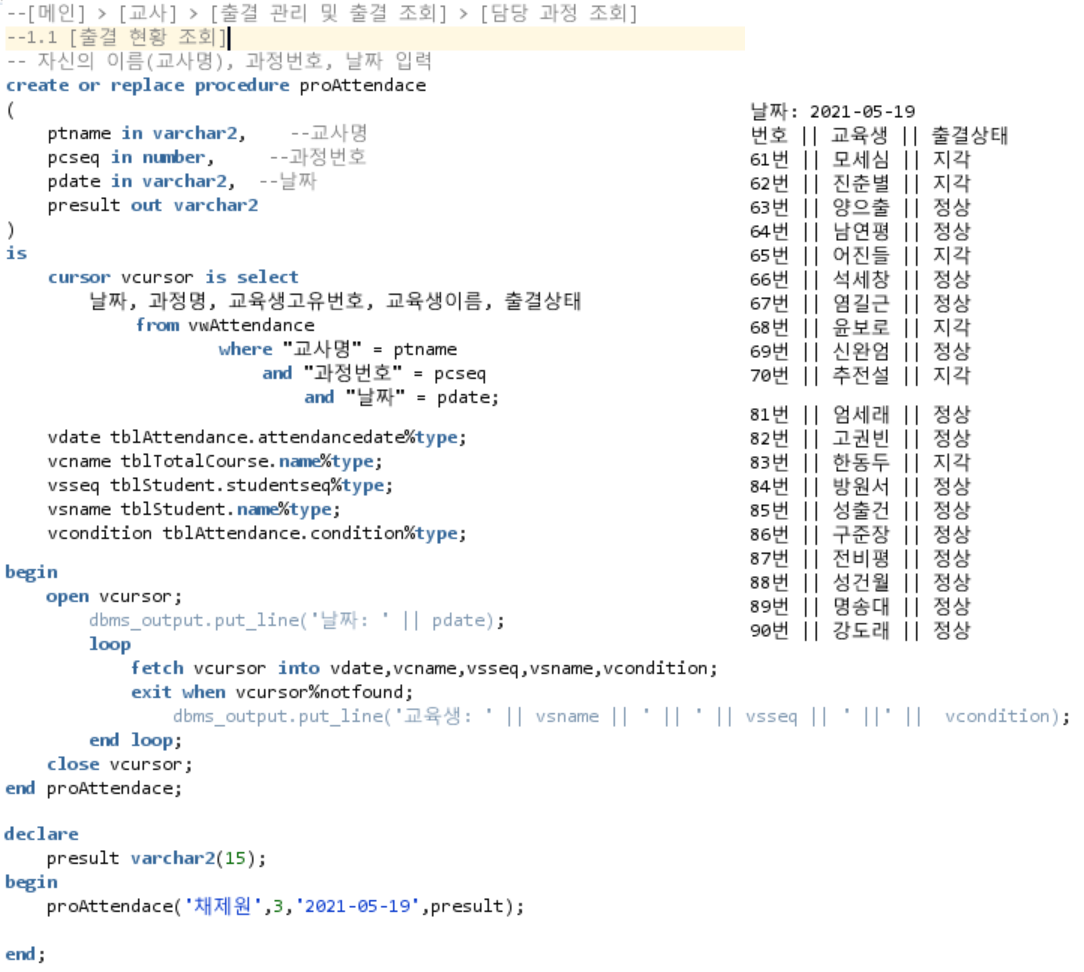 --[메인] > [교사] > [출결 관리 및 출결 조회] > [담당 과정 조회]
--1.1 [출결 현황 조회]
-- 자신의 이름(교사명), 과정번호, 날짜 입력
create or replace procedure proAttendace
(
    ptname in varchar2,    --교사명
    pcseq in number,     --과정번호
    pdate in varchar2,  --날짜
    presult out varchar2
)
is
    cursor vcursor is select
        날짜, 과정명, 교육생고유번호, 교육생이름, 출결상태
            from vwAttendance
                    where "교사명" = ptname
                        and "과정번호" = pcseq
                            and "날짜" = pdate;
    vdate tblAttendance.attendancedate%type;
    vcname tblTotalCourse.name%type;
    vsseq tblStudent.studentseq%type;
    vsname tblStudent.name%type;
    vcondition tblAttendance.condition%type;
begin
    open vcursor;
        dbms_output.put_line('날짜: ' || pdate);
        loop
            fetch vcursor into vdate,vcname,vsseq,vsname,vcondition;
            exit when vcursor%notfound;
                dbms_output.put_line('교육생: ' || vsname || ' || ' || vsseq || ' ||' ||  vcondition);
        end loop;
    close vcursor;
end proAttendace;
declare
    presult varchar2(15);
begin
    proAttendace('채제원',3,'2021-05-19',presult);
end;
날짜: 2021-05-19
번호 || 교육생 || 출결상태
61번 || 모세심 || 지각
62번 || 진춘별 || 지각
63번 || 양으출 || 정상
64번 || 남연평 || 정상
65번 || 어진들 || 지각
66번 || 석세창 || 정상
67번 || 염길근 || 정상
68번 || 윤보로 || 지각
69번 || 신완엄 || 정상
70번 || 추전설 || 지각
81번 || 엄세래 || 정상
82번 || 고권빈 || 정상
83번 || 한동두 || 지각
84번 || 방원서 || 정상
85번 || 성출건 || 정상
86번 || 구준장 || 정상
87번 || 전비평 || 정상
88번 || 성건월 || 정상
89번 || 명송대 || 정상
90번 || 강도래 || 정상